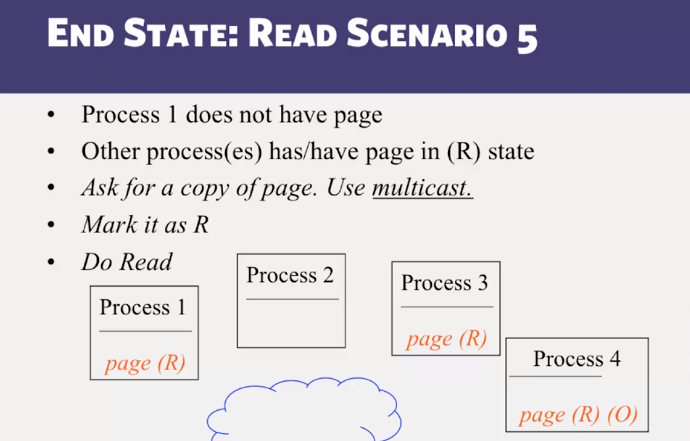 END STATE: READ SCENARIO 5
• Process 1 does not have page
• Other process(es) has/have page in (R) state
• Ask for a copy of page. Use multicast.
• Mark it as R
• Do Read
Process 1
page (R)
Process 2
Process 3
page (R)
Process 4
page (R) (O)